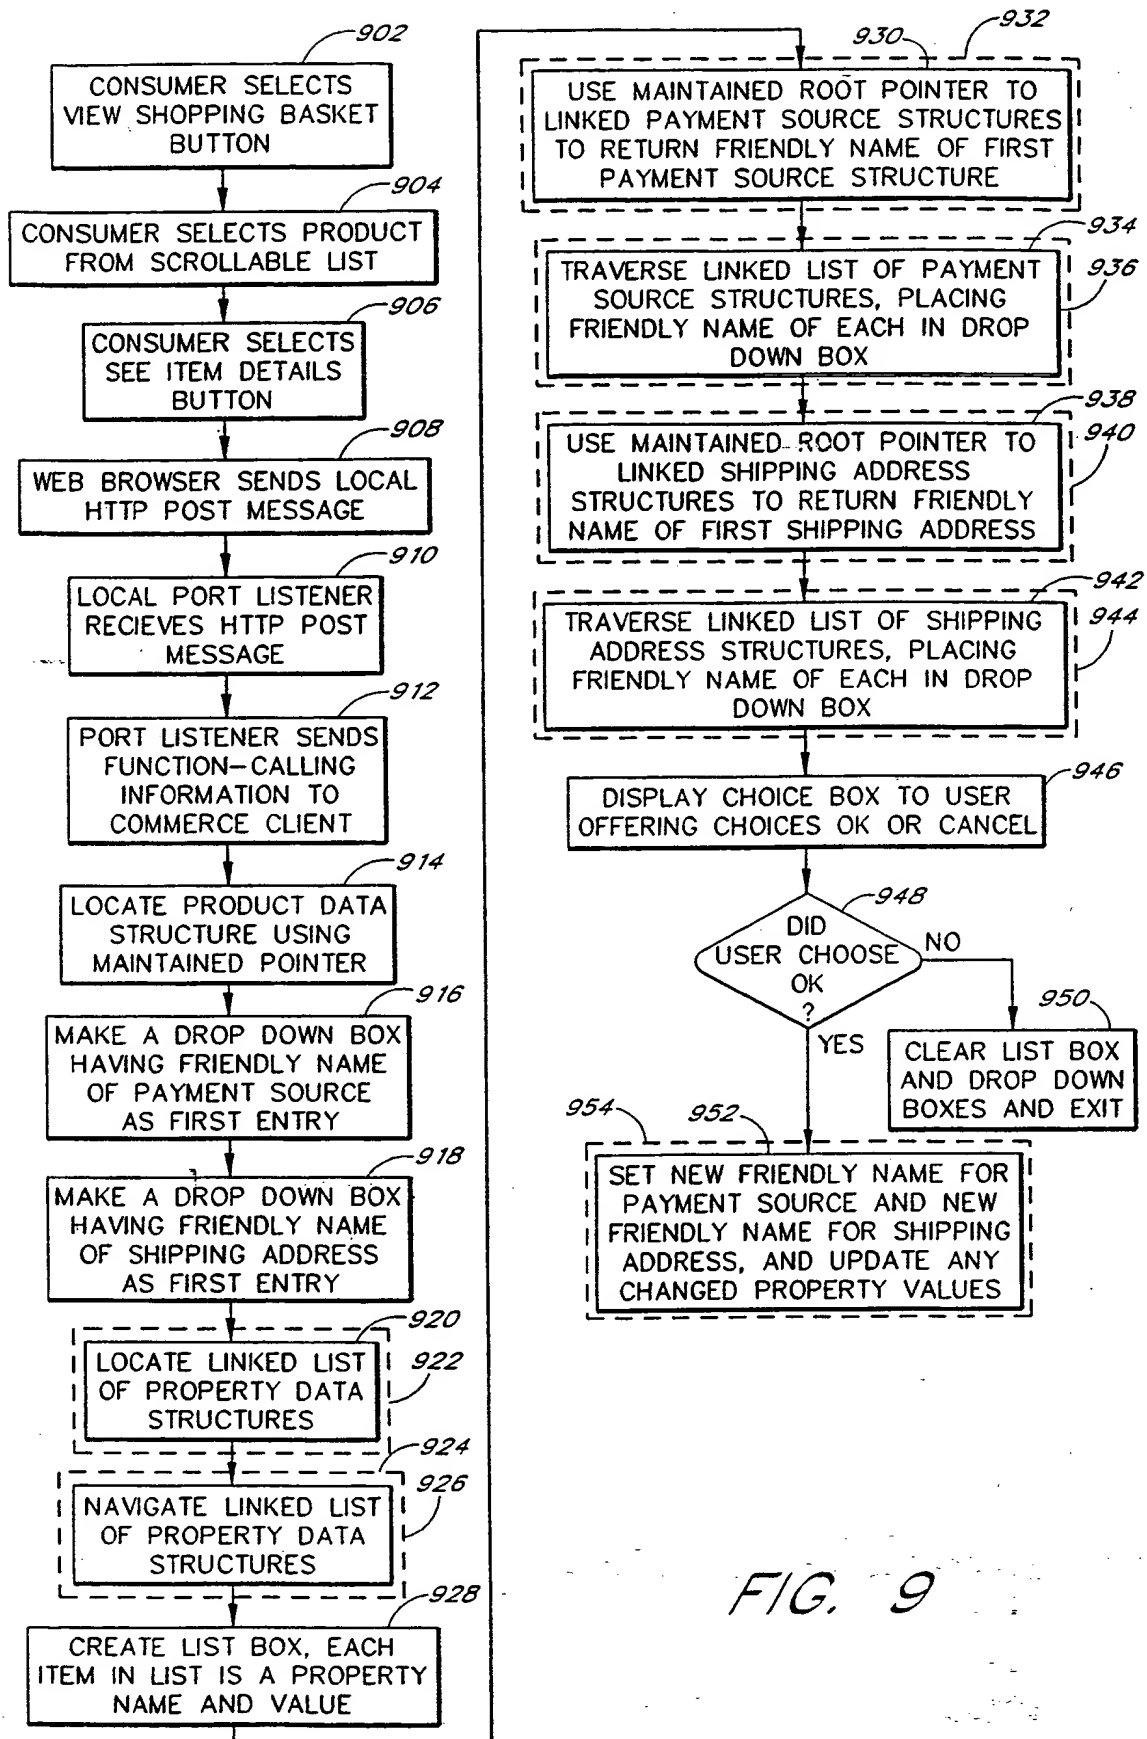 902
CONSUMER SELECTS
VIEW SHOPPING BASKET
BUTTON
904
CONSUMER SELECTS PRODUCT
FROM SCROLLABLE LIST
906
CONSUMER SELECTS
SEE ITEM DETAILS
BUTTON
908
WEB BROWSER SENDS LOCAL
HTTP POST MESSAGE
910
LOCAL PORT LISTENER
RECIEVES HTTP POST
MESSAGE
912
PORT LISTENER SENDS
FUNCTION-CALLING
INFORMATION TO
COMMERCE CLIENT
914
LOCATE PRODUCT DATA
STRUCTURE USING
MAINTAINED POINTER
916
MAKE A DROP DOWN BOX
HAVING FRIENDLY NAME
OF PAYMENT SOURCE
AS FIRST ENTRY
918
MAKE A DROP DOWN BOX
HAVING FRIENDLY NAME
OF SHIPPING ADDRESS
AS FIRST ENTRY
920
922
LOCATE LINKED LIST
OF PROPERTY DATA
STRUCTURES
924
926
NAVIGATE LINKED LIST
OF PROPERTY DATA
STRUCTURES
928
CREATE LIST BOX, EACH
ITEM IN LIST IS A PROPERTY
NAME AND VALUE
930
932
USE MAINTAINED ROOT POINTER TO
LINKED PAYMENT SOURCE STRUCTURES
TO RETURN FRIENDLY NAME OF FIRST
PAYMENT SOURCE STRUCTURE
934
936
TRAVERSE LINKED LIST OF PAYMENT
SOURCE STRUCTURES, PLACING
FRIENDLY NAME OF EACH IN DROP
DOWN BOX
938
940
USE MAINTAINED ROOT POINTER TO
LINKED SHIPPING ADDRESS
STRUCTURES TO RETURN FRIENDLY
NAME OF FIRST SHIPPING ADDRESS
942
944
TRAVERSE LINKED LIST OF SHIPPING
ADDRESS STRUCTURES, PLACING
FRIENDLY NAME OF EACH IN DROP
DOWN BOX
946
DISPLAY CHOICE BOX TO USER
OFFERING CHOICES OK OR CANCEL
948
DID
USER CHOOSE
OK
?
NO
YES
950
CLEAR LIST BOX
AND DROP DOWN
BOXES AND EXIT
954
952
SET NEW FRIENDLY NAME FOR
PAYMENT SOURCE AND NEW
FRIENDLY NAME FOR SHIPPING
ADDRESS, AND UPDATE ANY
CHANGED PROPERTY VALUES
FIG. 9